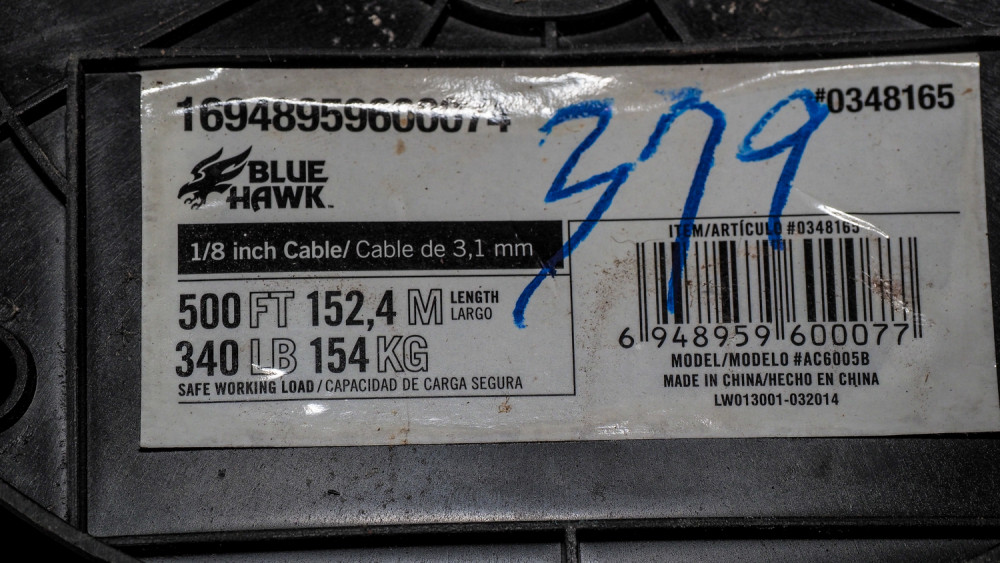 16948959600074
#0348165
379
BLUE
HAWK™
1/8 inch Cable/ Cable de 3,1 mm
500 FT 152,4 M LENGTH
LARGO
340 LB 154 KG
SAFE WORKING LOAD/CAPACIDAD DE CARGA SEGURA
ITEM/ARTÍCULO #0348165
6 948959 600077
MODEL/MODELO #AC6005B
MADE IN CHINA/HECHO EN CHINA
LW013001-032014